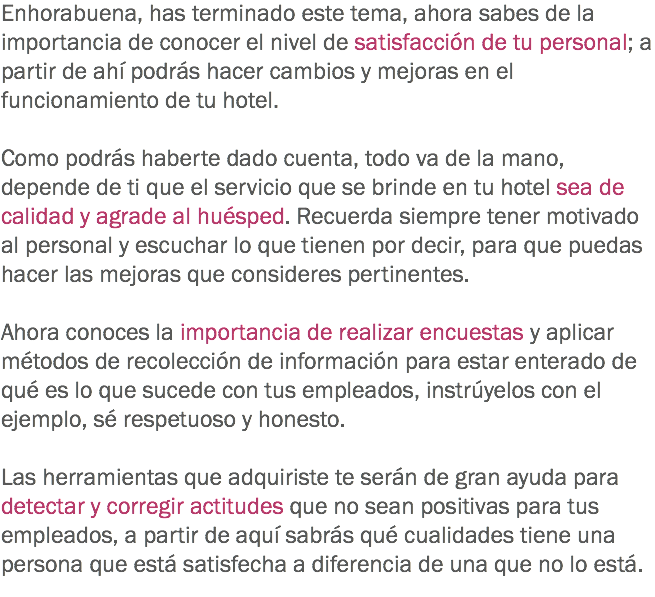 Enhorabuena, has terminado este tema, ahora sabes de la
importancia de conocer el nivel de satisfacción de tu personal; a
partir de ahí podrás hacer cambios y mejoras en el
funcionamiento de tu hotel.
Como podrás haberte dado cuenta, todo va de la mano,
depende de ti que el servicio que se brinde en tu hotel sea de
calidad y agrade al huésped. Recuerda siempre tener motivado
al personal y escuchar lo que tienen por decir, para que puedas
hacer las mejoras que consideres pertinentes.
Ahora conoces la importancia de realizar encuestas y aplicar
métodos de recolección de información para estar enterado de
qué es lo que sucede con tus empleados, instrúyelos con el
ejemplo, sé respetuoso y honesto.
Las herramientas que adquiriste te serán de gran ayuda para
detectar y corregir actitudes que no sean positivas para tus
empleados, a partir de aquí sabrás qué cualidades tiene una
persona que está satisfecha a diferencia de una que no lo está.